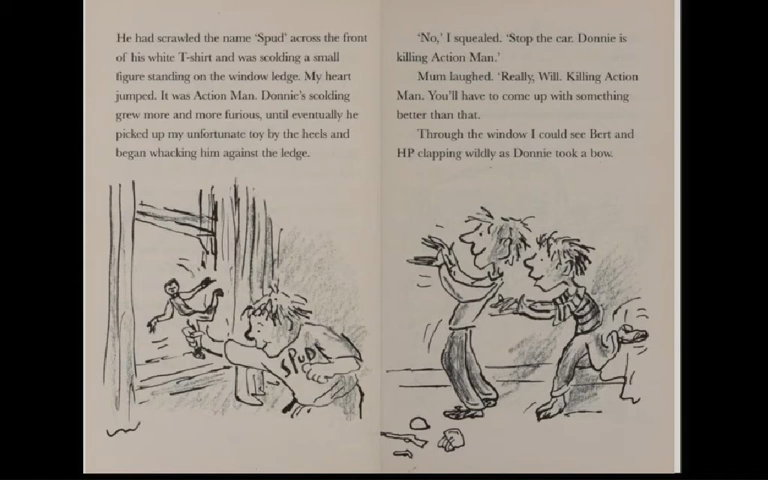 He had scrawled the name ‘Spud’ across the front
of his white T-shirt and was scolding a small
figure standing on the window ledge. My heart
jumped. It was Action Man. Donnie’s scolding
grew more and more furious, until eventually he
picked up my unfortunate toy by the heels and
began whacking him against the ledge.
SPUD
‘No,’ I squealed. ‘Stop the car. Donnie is
killing Action Man.’
Mum laughed. ‘Really, Will. Killing Action
Man. You’ll have to come up with something
better than that.
Through the window I could see Bert and
HP clapping wildly as Donnie took a bow.